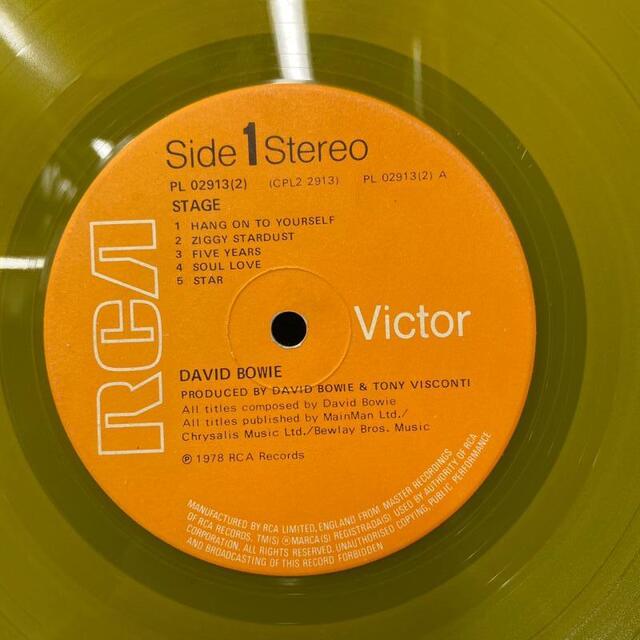 Side 1 Stereo
PL 02913(2) (CPL2 2913) PL 02913(2) A
STAGE
1 HANG ON TO YOURSELF
2 ZIGGY STARDUST
3 FIVE YEARS
4 SOUL LOVE
5 STAR
RCA
Victor
DAVID BOWIE
PRODUCED BY DAVID BOWIE & TONY VISCONTI
All titles composed by David Bowie
All titles published by MainMan Ltd./
Chrysalis Music Ltd./Bewlay Bros. Music
℗ 1978 RCA Records
MANUFACTURED BY RCA LIMITED, ENGLAND FROM MASTER RECORDINGS
OF RCA RECORDS. TM(S) ® MARCA(S) REGISTRADA(S) USED BY AUTHORITY OF RCA
CORPORATION. ALL RIGHTS RESERVED. UNAUTHORISED COPYING, PUBLIC PERFORMANCE
AND BROADCASTING OF THIS RECORD FORBIDDEN